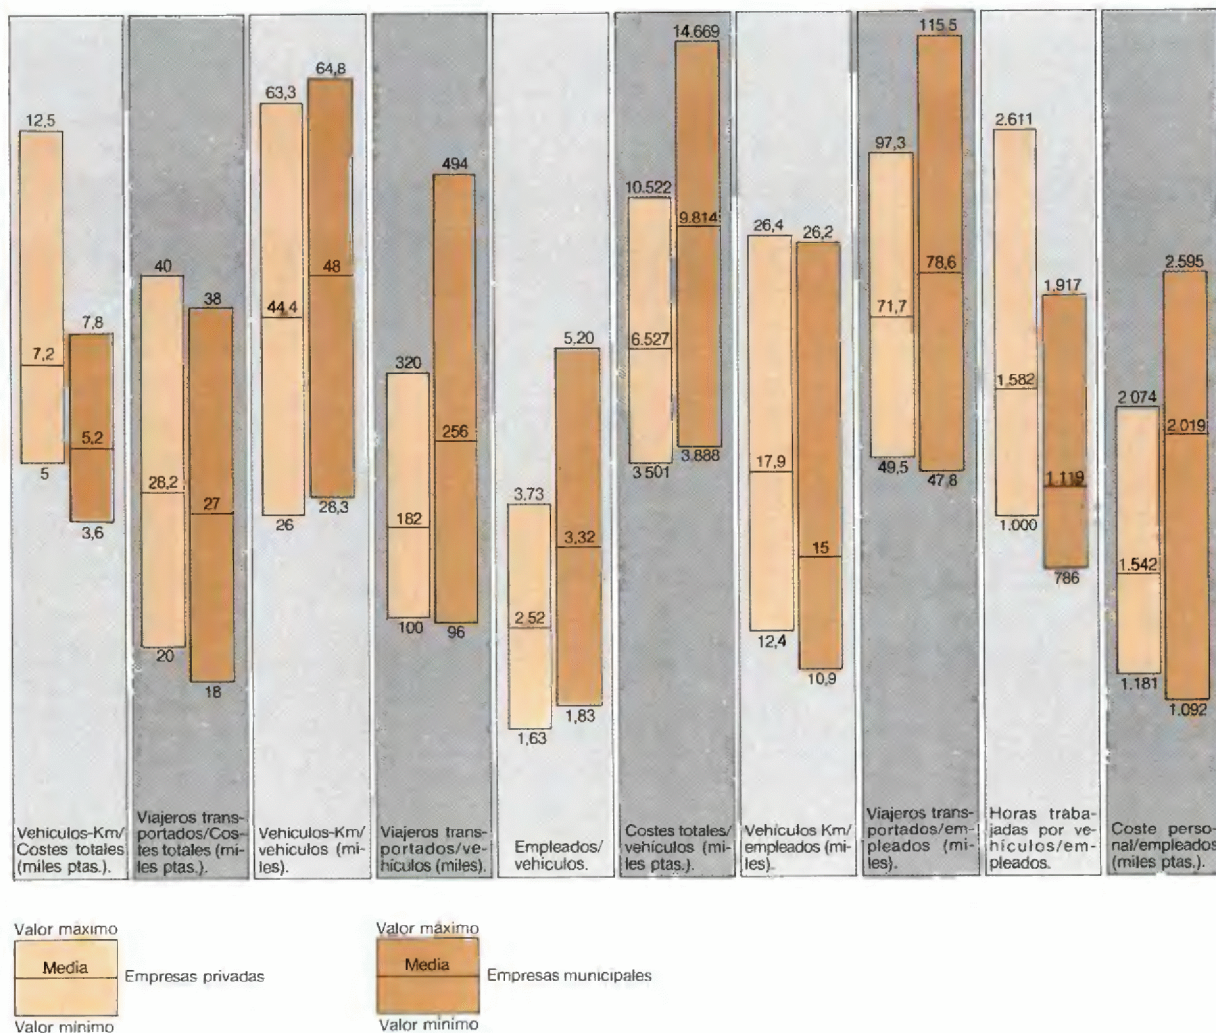 12,5
7,2
5
7,8
5,2
3,6
Vehículos-Km/
Costes totales
(miles ptas.).
40
28,2
20
38
27
18
Viajeros trans-
portados/Cos-
tes totales (mi-
les ptas.).
63,3
44,4
26
64,8
48
28,3
Vehículos-Km/
vehículos (mi-
les).
320
182
100
494
256
96
Viajeros trans-
portados/ve-
hículos (miles).
3,73
2,52
1,63
5,20
3,32
1,83
Empleados/
vehículos.
10.522
6.527
3.501
14.669
9.814
3.888
Costes totales/
vehículos (mi-
les ptas.).
26,4
17,9
12,4
26,2
15
10,9
Vehículos Km/
empleados (mi-
les).
97,3
71,7
49,5
115,5
78,6
47,8
Viajeros trans-
portados/em-
pleados (mi-
les).
2.611
1.582
1.000
1.917
1.119
786
Horas traba-
jadas por ve-
hículos/em-
pleados.
2 074
1.542
1.181
2.595
2.019
1.092
Coste perso-
nal/empleados
(miles ptas.).
Valor máximo
Media
Empresas privadas
Valor mínimo
Valor máximo
Media
Empresas municipales
Valor mínimo